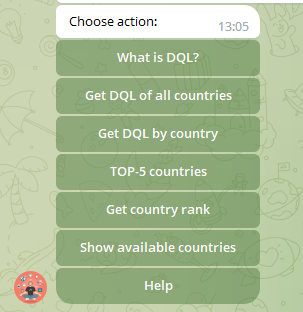 Choose action:
13:05
What is DQL?
Get DQL of all countries
Get DQL by country
TOP-5 countries
Get country rank
Show available countries
Help